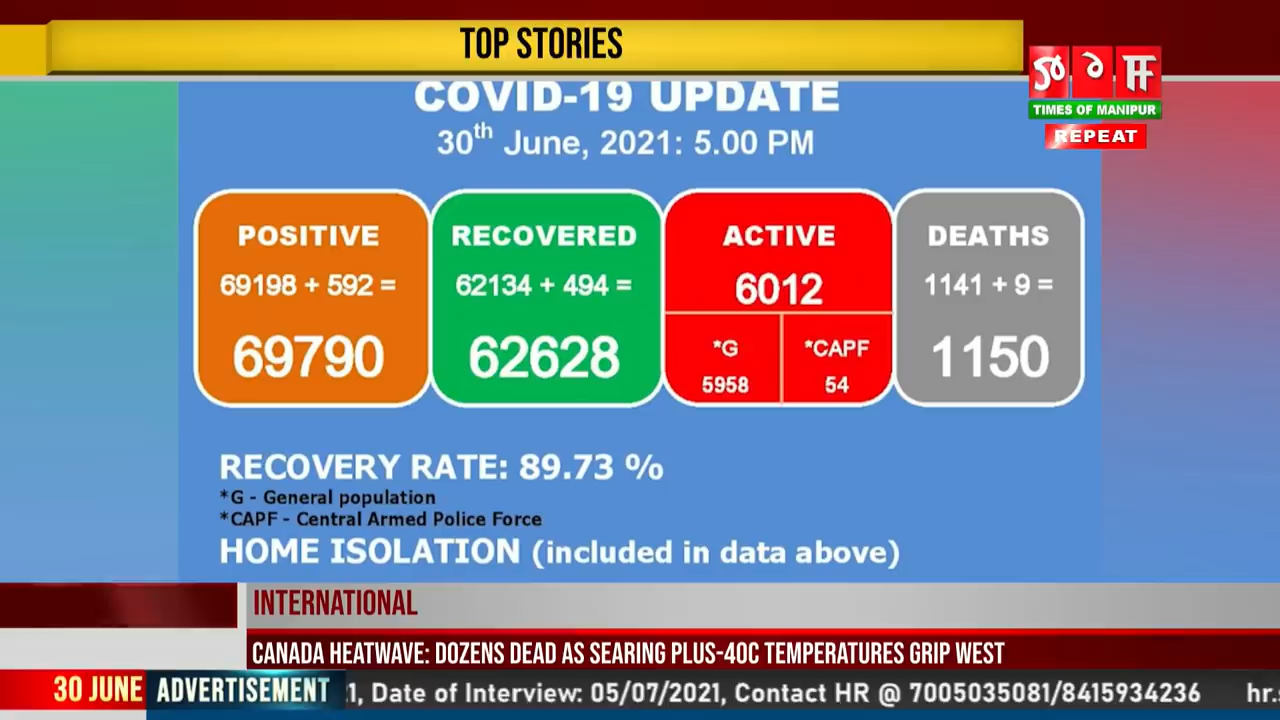 TOP STORIES
TIMES OF MANIPUR
REPEAT
COVID-19 UPDATE
30th June, 2021: 5.00 PM
POSITIVE
69198 + 592 =
69790
RECOVERED
62134 + 494 =
62628
ACTIVE
6012
*G
5958
*CAPF
54
DEATHS
1141 + 9 =
1150
RECOVERY RATE: 89.73 %
*G - General population
*CAPF - Central Armed Police Force
HOME ISOLATION (included in data above)
INTERNATIONAL
CANADA HEATWAVE: DOZENS DEAD AS SEARING PLUS-40C TEMPERATURES GRIP WEST
30 JUNE ADVERTISEMENT 1, Date of Interview: 05/07/2021, Contact HR @ 7005035081/8415934236 hr.